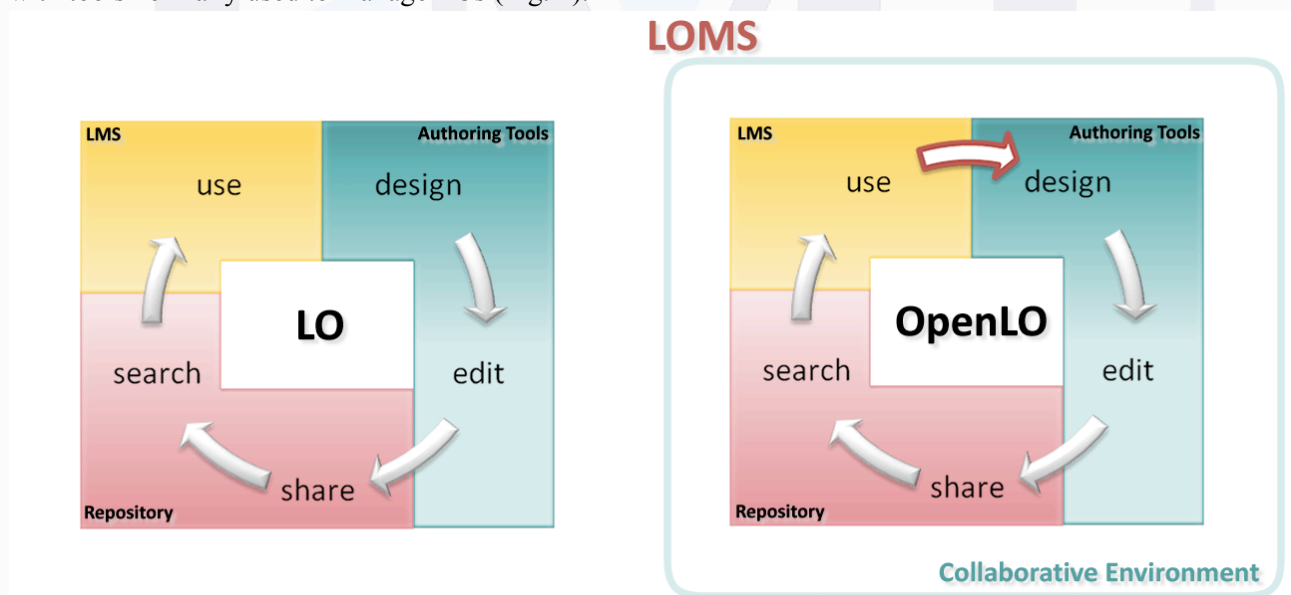 LOMS
LMS
Authoring Tools
use
design
LO
search
edit
share
Repository
LMS
Authoring Tools
use
design
OpenLO
search
edit
share
Repository
Collaborative Environment